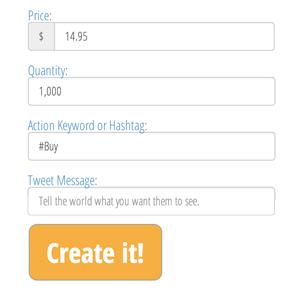 Price:
$ 14.95
Quantity:
1,000
Action Keyword or Hashtag:
#Buy
Tweet Message:
Tell the world what you want them to see.
Create it!